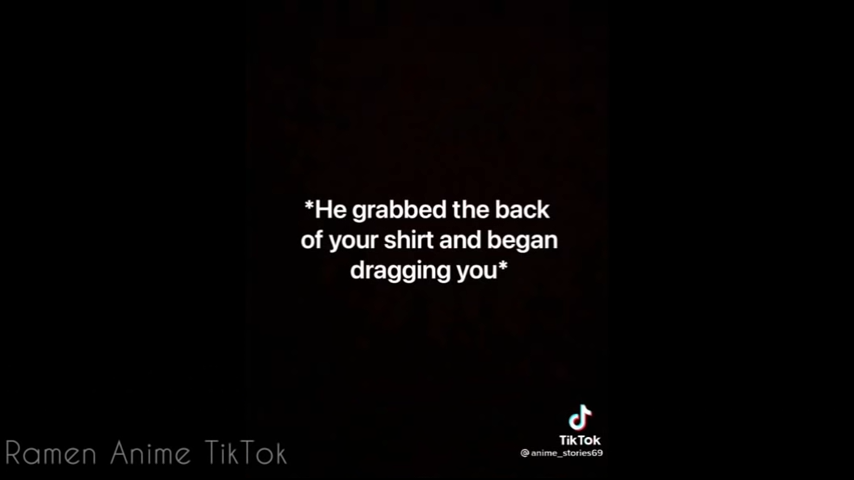 *He grabbed the back
of your shirt and began
dragging you*
TikTok
@anime_stories69
Ramen Anime TikTok